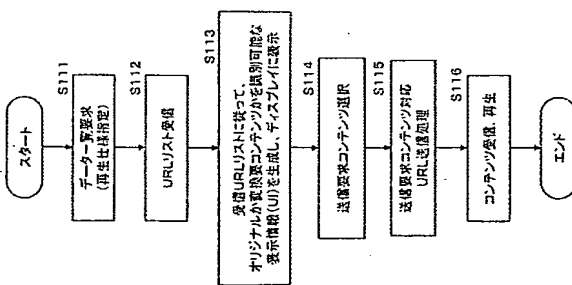 スタート
S111
データ一覧要求
(再生仕様指定)
S112
URLリスト受信
S113
受信URLリストに従って、
オリジナルか変換要コンテンツかを識別可能な
表示情報(UI)を生成し、ディスプレイに表示
S114
送信要求コンテンツ選択
S115
送信要求コンテンツ対応
URL送信処理
S116
コンテンツ受信、再生
エンド